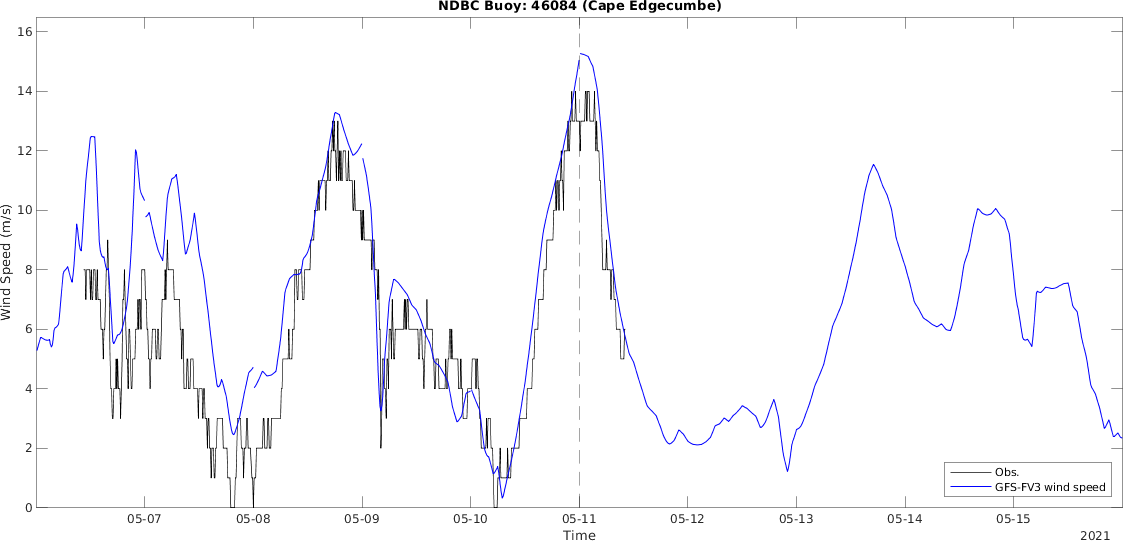 NDBC Buoy: 46084 (Cape Edgecumbe)
16
14
12
10
8
6
4
2
0
Wind Speed (m/s)
Obs.
GFS-FV3 wind speed
05-07 05-08 05-09 05-10 05-11 05-12 05-13 05-14 05-15
Time
2021